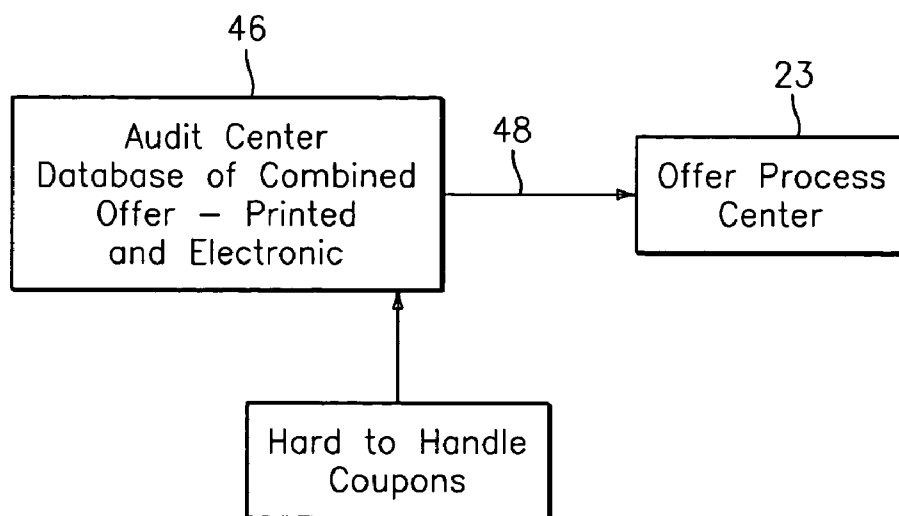 46
Audit Center
Database of Combined
Offer – Printed
and Electronic
48
23
Offer Process
Center
Hard to Handle
Coupons